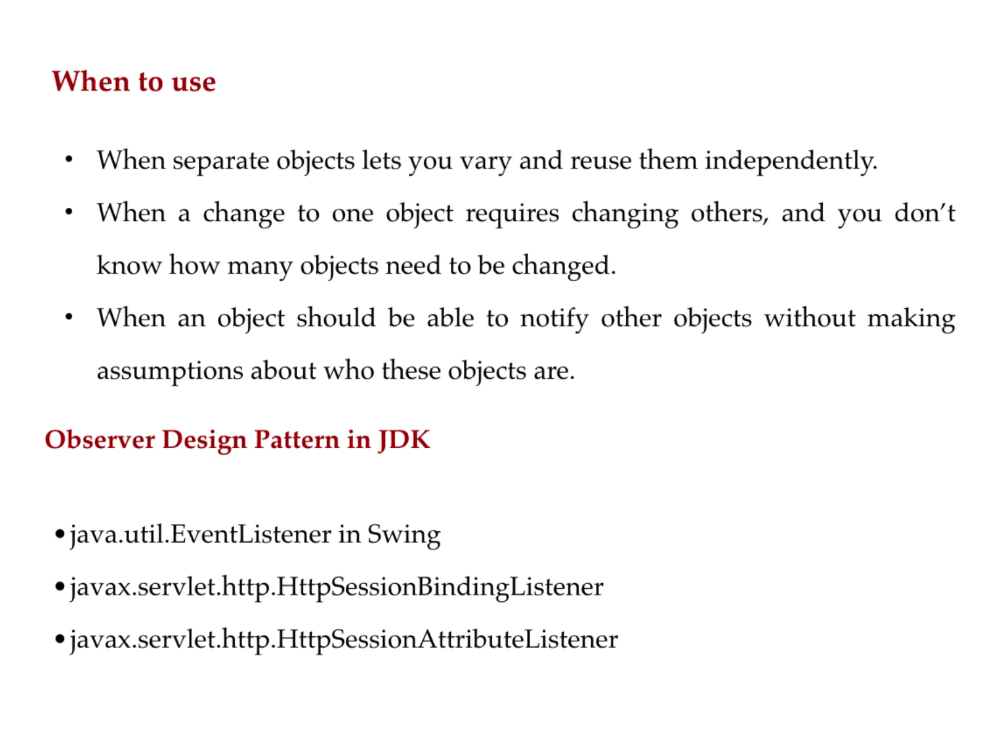 When to use
• When separate objects lets you vary and reuse them independently.
• When a change to one object requires changing others, and you don’t
know how many objects need to be changed.
• When an object should be able to notify other objects without making
assumptions about who these objects are.
Observer Design Pattern in JDK
•java.util.EventListener in Swing
•javax.servlet.http.HttpSessionBindingListener
•javax.servlet.http.HttpSessionAttributeListener